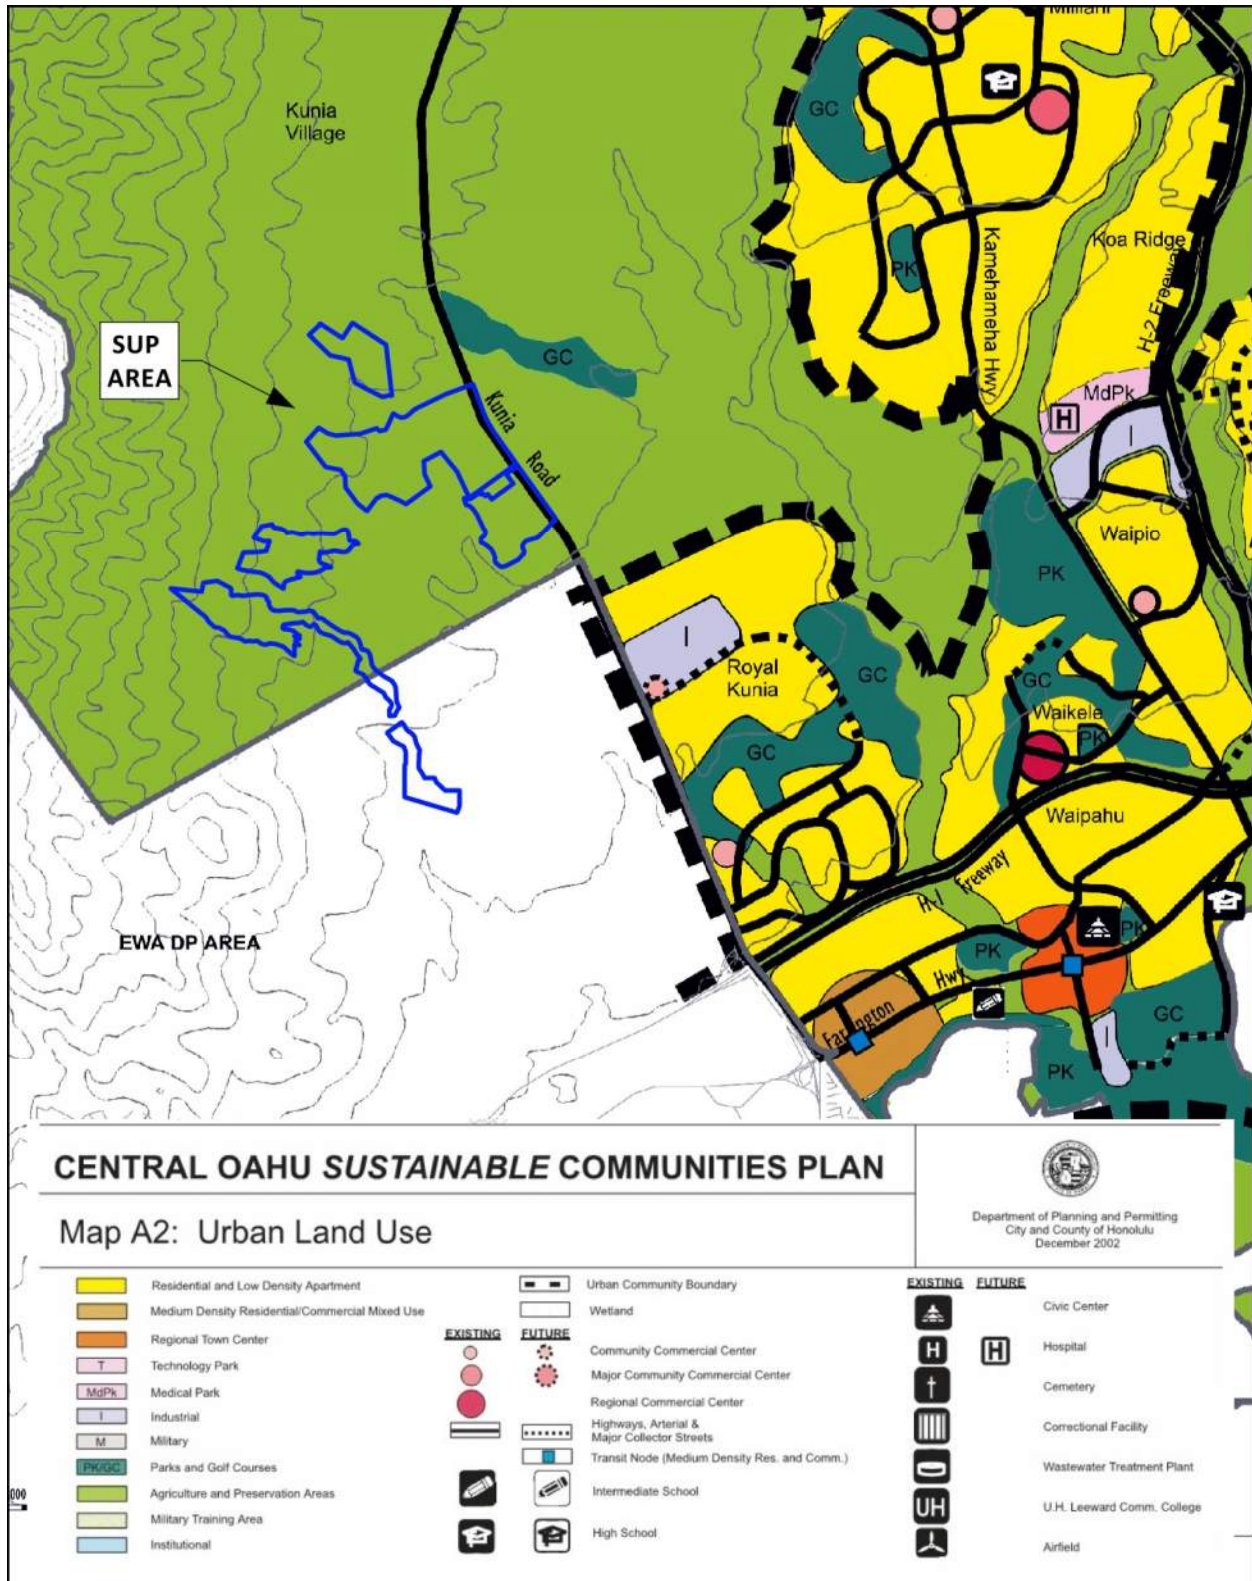 Mililani
Kunia
Village
GC
Koa Ridge
PK
Kamehameha Hwy
H-2 Freeway
SUP
AREA
GC
MdPk
H
I
Kunia
Road
Waipio
PK
I
Royal
Kunia
GC
GC
Waikele
PK
GC
Waipahu
H-1 Freeway
EWA DP AREA
PK
PK
Hwy
Farrington
GC
I
PK
CENTRAL OAHU SUSTAINABLE COMMUNITIES PLAN
Map A2: Urban Land Use
Department of Planning and Permitting
City and County of Honolulu
December 2002
Residential and Low Density Apartment
Medium Density Residential/Commercial Mixed Use
Regional Town Center
T Technology Park
MdPk Medical Park
I Industrial
M Military
PK/GC Parks and Golf Courses
Agriculture and Preservation Areas
Military Training Area
Institutional
Urban Community Boundary
Wetland
EXISTING FUTURE
Community Commercial Center
Major Community Commercial Center
Regional Commercial Center
Highways, Arterial &
Major Collector Streets
Transit Node (Medium Density Res. and Comm.)
Intermediate School
High School
EXISTING FUTURE
Civic Center
H H Hospital
Cemetery
Correctional Facility
Wastewater Treatment Plant
UH U.H. Leeward Comm. College
Airfield